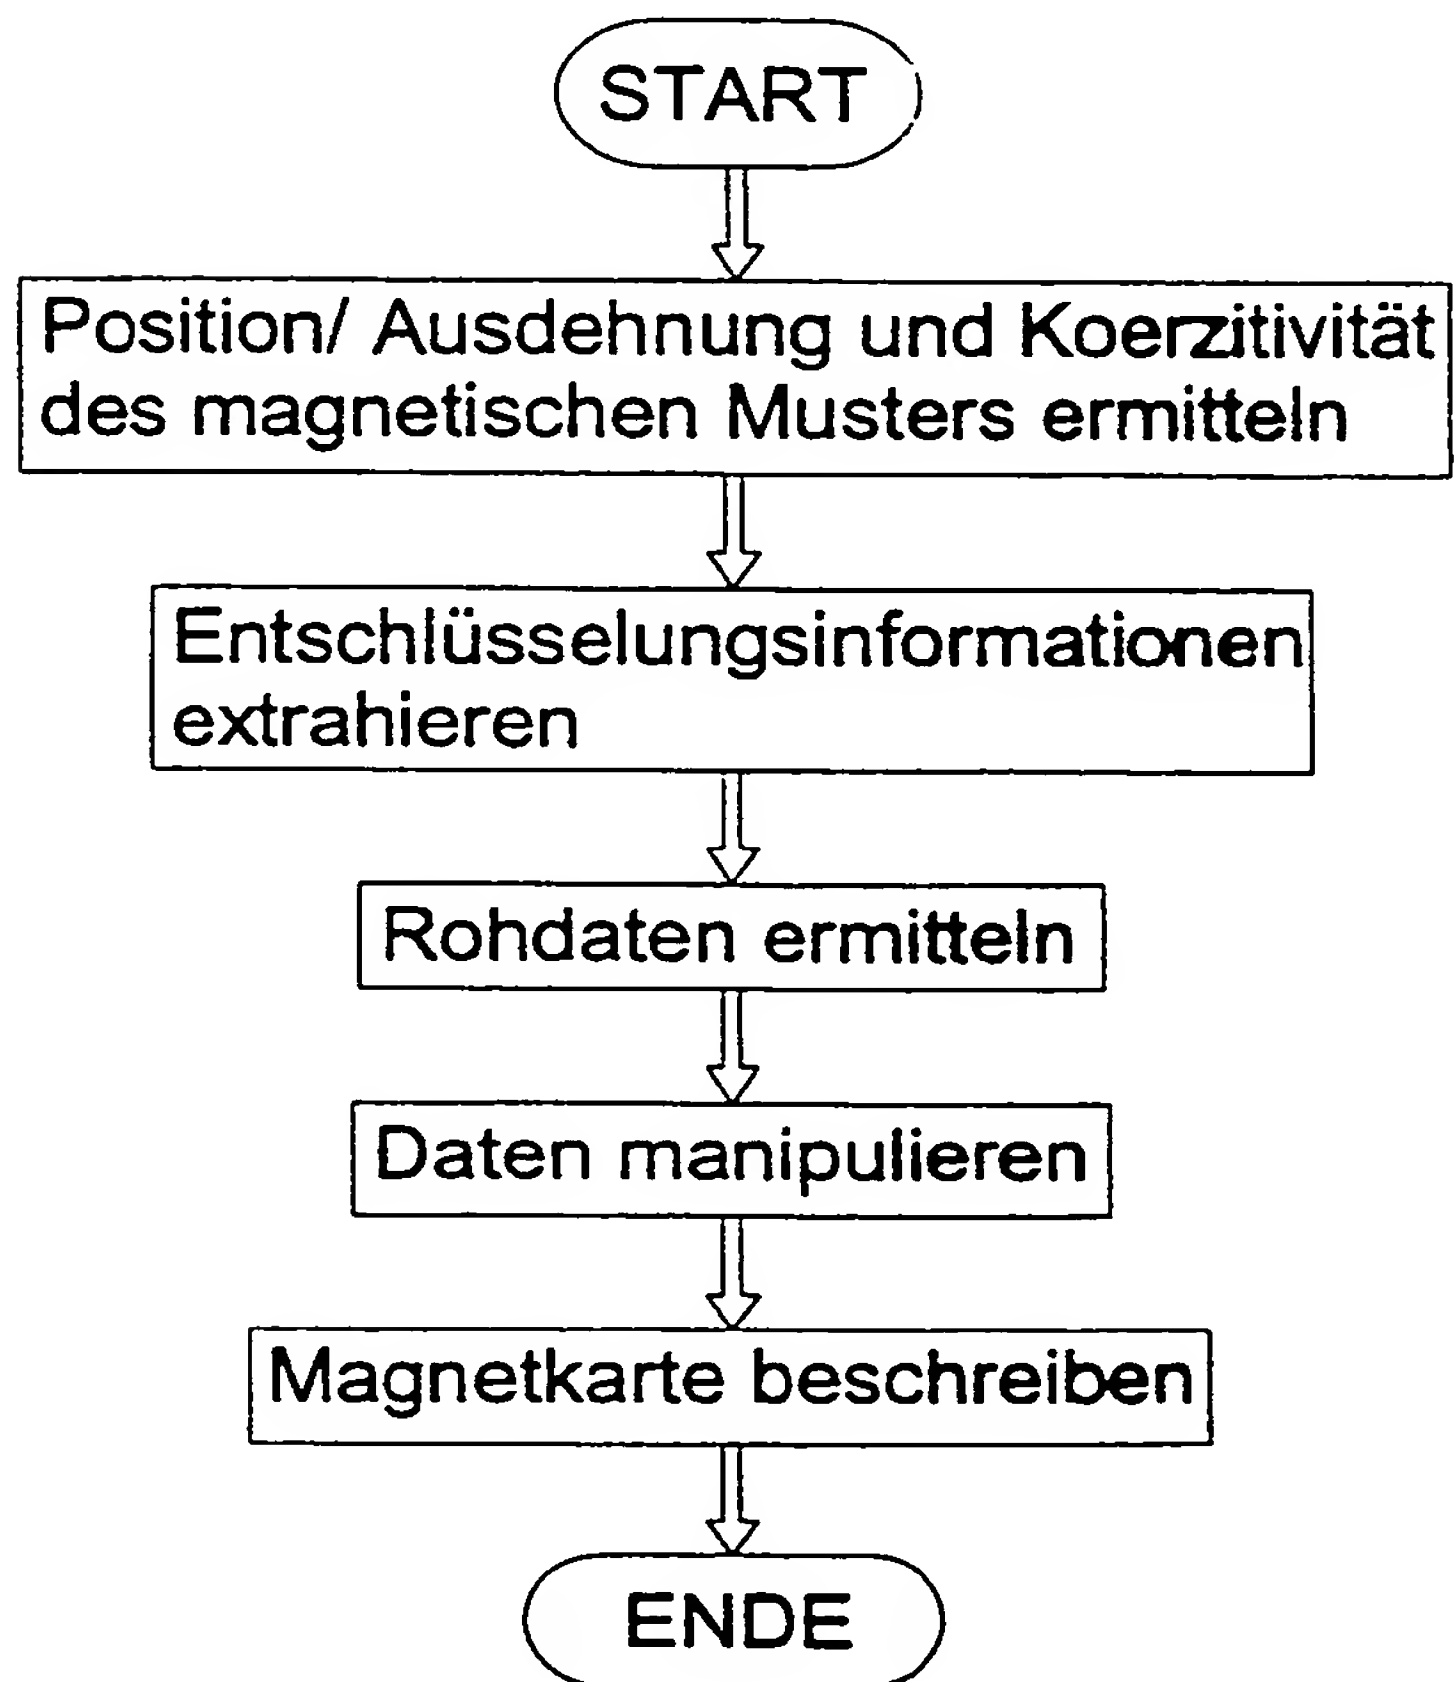 START
Position/ Ausdehnung und Koerzitivität
des magnetischen Musters ermitteln
Entschlüsselungsinformationen
extrahieren
Rohdaten ermitteln
Daten manipulieren
Magnetkarte beschreiben
ENDE